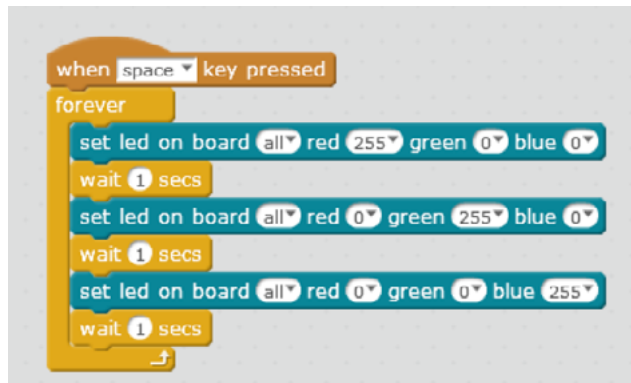 when space key pressed
forever
set led on board all red 255 green 0 blue 0
wait 1 secs
set led on board all red 0 green 255 blue 0
wait 1 secs
set led on board all red 0 green 0 blue 255
wait 1 secs